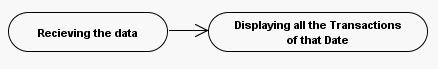 Recieving the data
Displaying all the Transactions
of that Date